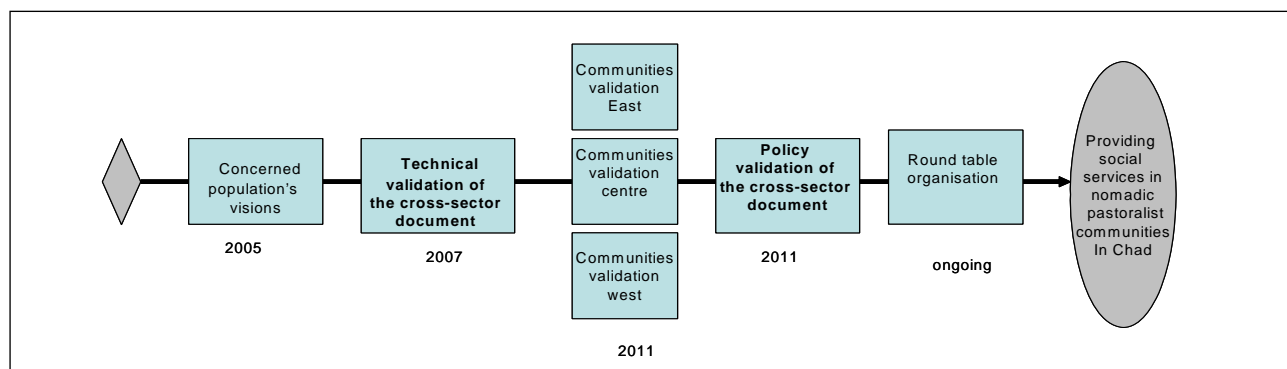 Concerned
population's
visions
2005
Technical
validation of
the cross-sector
document
2007
Communities
validation
East
Communities
validation
centre
Communities
validation
west
2011
Policy
validation of
the cross-sector
document
2011
Round table
organisation
ongoing
Providing
social
services in
nomadic
pastoralist
communities
In Chad